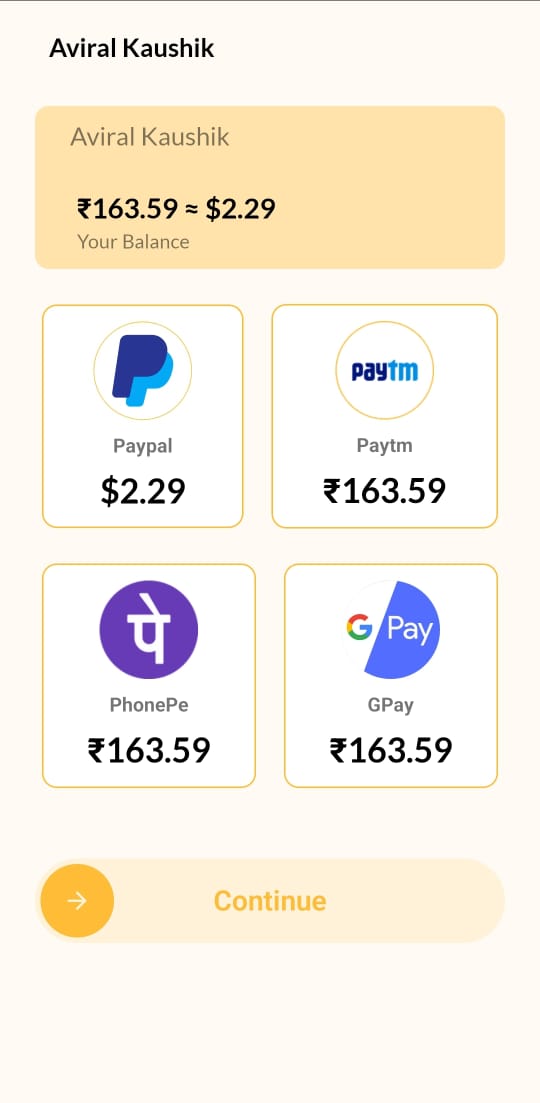 Aviral Kaushik
Aviral Kaushik
₹163.59 ≈ $2.29
Your Balance
paytm
Paypal
Paytm
$2.29
₹163.59
पे
G Pay
PhonePe
GPay
₹163.59
₹163.59
Continue